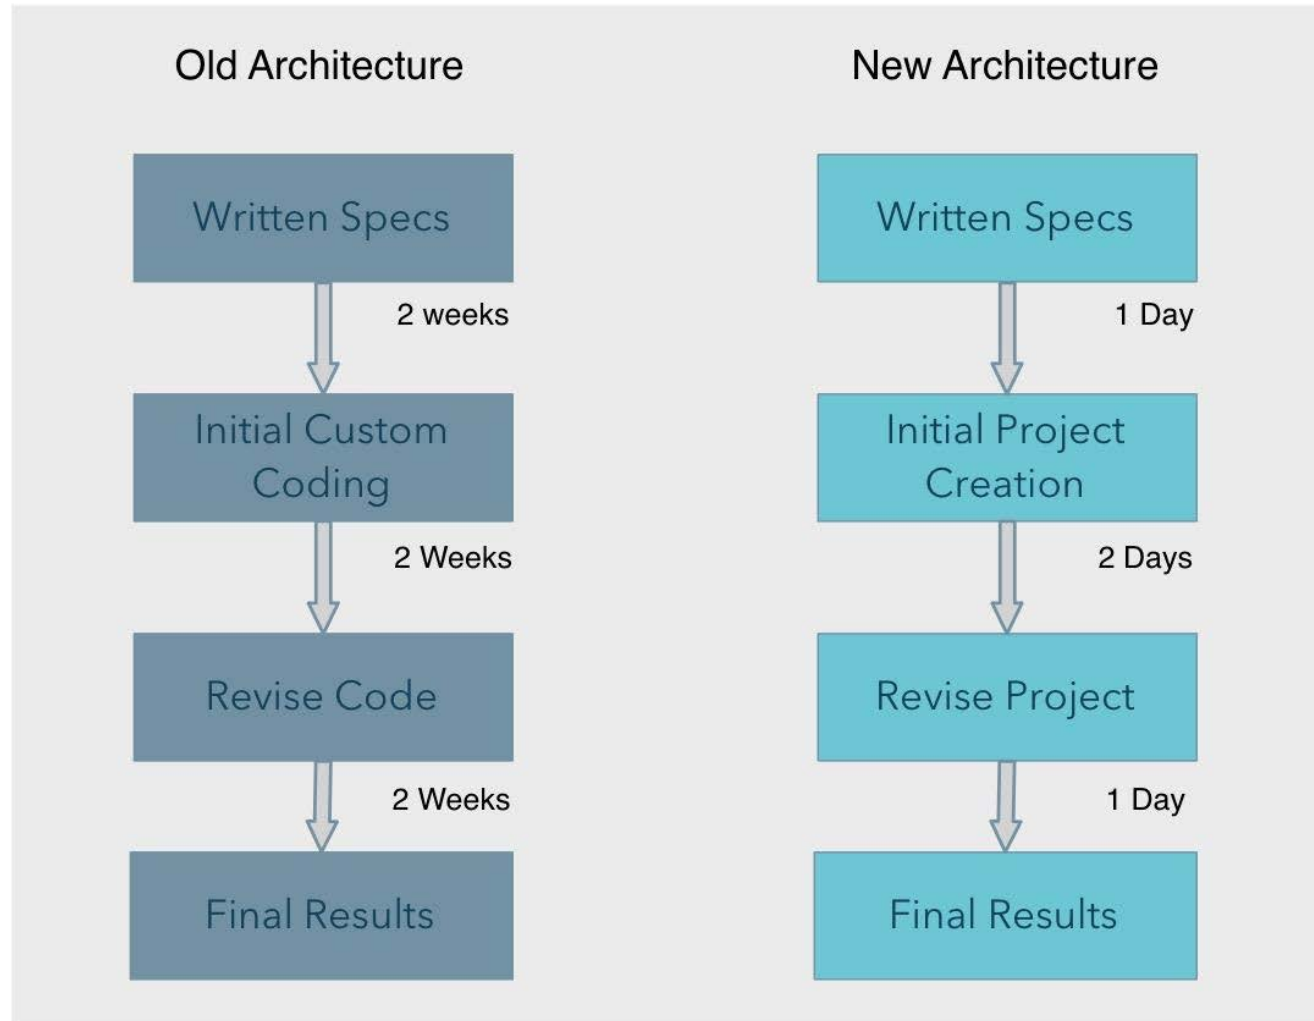 Old Architecture
Written Specs
2 weeks
Initial Custom
Coding
2 Weeks
Revise Code
2 Weeks
Final Results
New Architecture
Written Specs
1 Day
Initial Project
Creation
2 Days
Revise Project
1 Day
Final Results